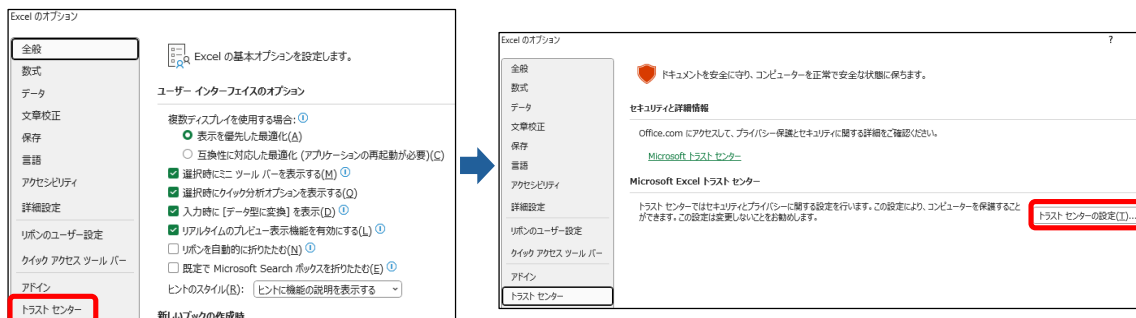 Excel のオプション
全般
数式
データ
文章校正
保存
言語
アクセシビリティ
詳細設定
リボンのユーザー設定
クイック アクセス ツール バー
アドイン
トラスト センター
Excel の基本オプションを設定します。
ユーザー インターフェイスのオプション
複数ディスプレイを使用する場合:
表示を優先した最適化(A)
互換性に対応した最適化 (アプリケーションの再起動が必要)(C)
選択時にミニ ツール バーを表示する(M)
選択時にクイック分析オプションを表示する(Q)
入力時に [データ型に変換] を表示(D)
リアルタイムのプレビュー表示機能を有効にする(L)
リボンを自動的に折りたたむ(N)
既定で Microsoft Search ボックスを折りたたむ(E)
ヒントのスタイル(R): ヒントに機能の説明を表示する
新しいブックの作成時
Excel のオプション
?
全般
数式
データ
文章校正
保存
言語
アクセシビリティ
詳細設定
リボンのユーザー設定
クイック アクセス ツール バー
アドイン
トラスト センター
ドキュメントを安全に守り、コンピューターを正常で安全な状態に保ちます。
セキュリティと詳細情報
Office.com にアクセスして、プライバシー保護とセキュリティに関する詳細をご確認ください。
Microsoft トラスト センター
Microsoft Excel トラスト センター
トラスト センターではセキュリティとプライバシーに関する設定を行います。この設定により、コンピューターを保護すること
ができます。この設定は変更しないことをお勧めします。
トラスト センターの設定(T)...